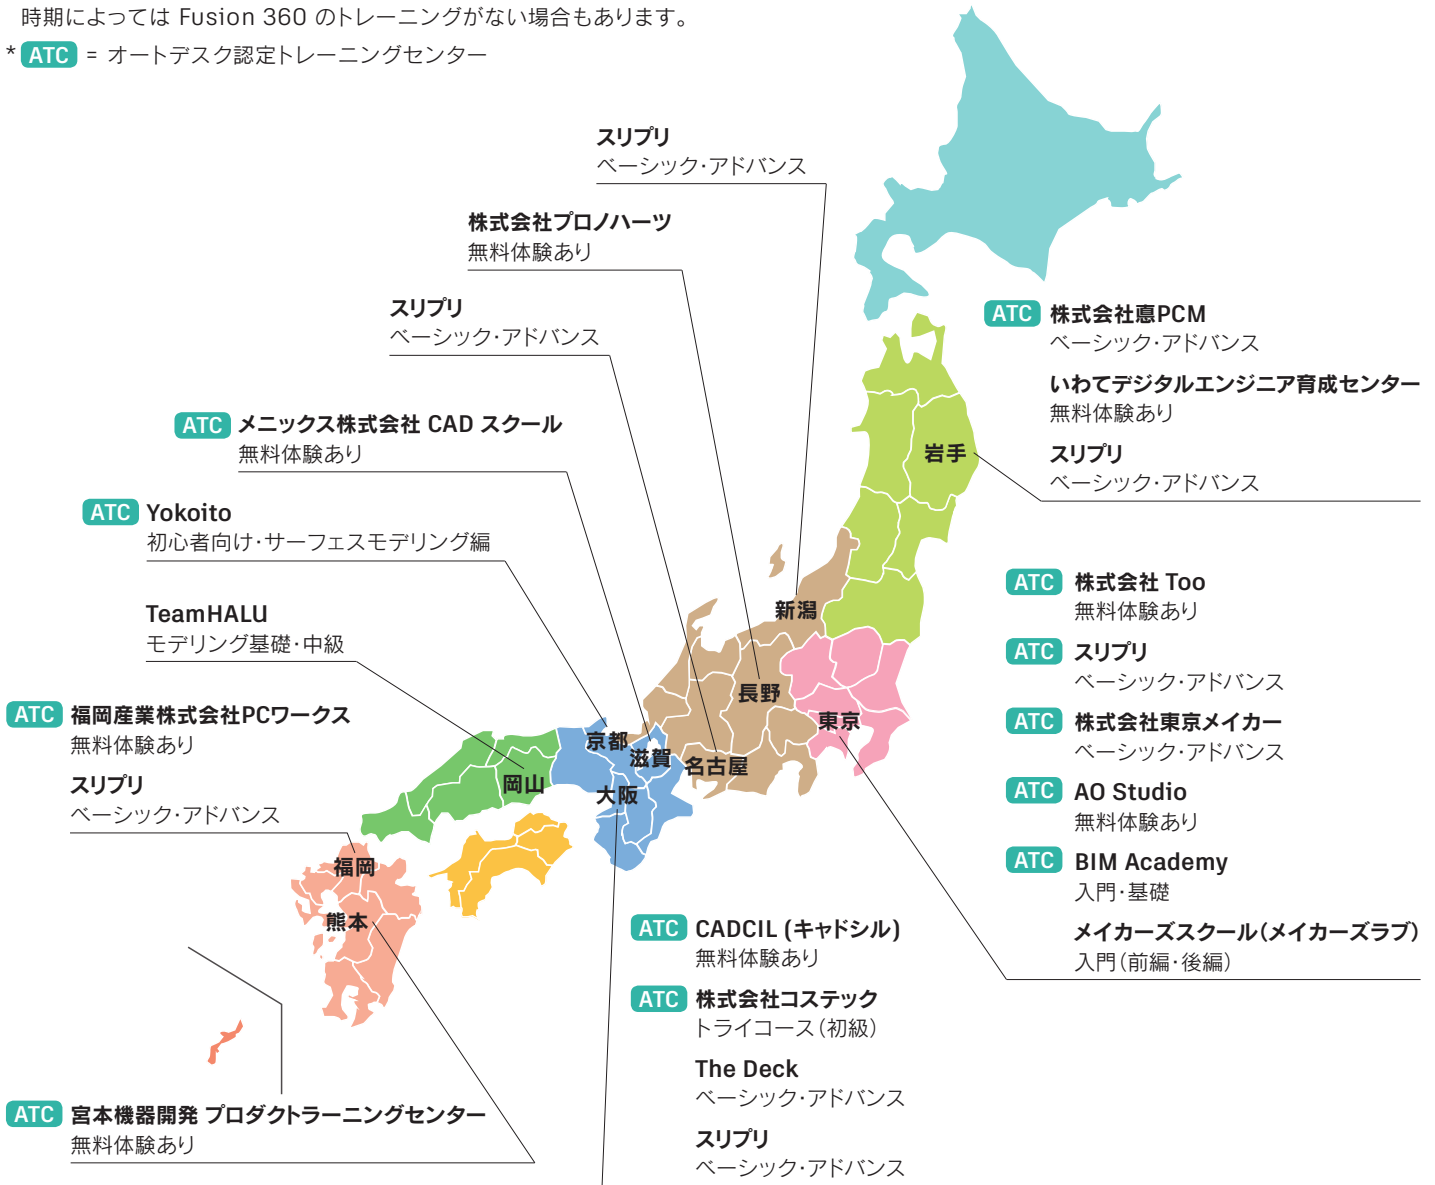 時期によっては Fusion 360 のトレーニングがない場合もあります。
* ATC = オートデスク認定トレーニングセンター
スリプリ
ベーシック・アドバンス
株式会社プロノハーツ
無料体験あり
スリプリ
ベーシック・アドバンス
ATC メニックス株式会社 CAD スクール
無料体験あり
ATC Yokoito
初心者向け・サーフェスモデリング編
TeamHALU
モデリング基礎・中級
ATC 福岡産業株式会社PCワークス
無料体験あり
スリプリ
ベーシック・アドバンス
ATC 株式会社悳PCM
ベーシック・アドバンス
いわてデジタルエンジニア育成センター
無料体験あり
スリプリ
ベーシック・アドバンス
岩手
新潟
長野
東京
京都
滋賀
名古屋
岡山
大阪
福岡
熊本
ATC 株式会社 Too
無料体験あり
ATC スリプリ
ベーシック・アドバンス
ATC 株式会社東京メイカー
ベーシック・アドバンス
ATC AO Studio
無料体験あり
ATC BIM Academy
入門・基礎
メイカーズスクール(メイカーズラブ)
入門(前編・後編)
ATC CADCIL (キャドシル)
無料体験あり
ATC 株式会社コステック
トライコース(初級)
The Deck
ベーシック・アドバンス
スリプリ
ベーシック・アドバンス
ATC 宮本機器開発 プロダクトラーニングセンター
無料体験あり